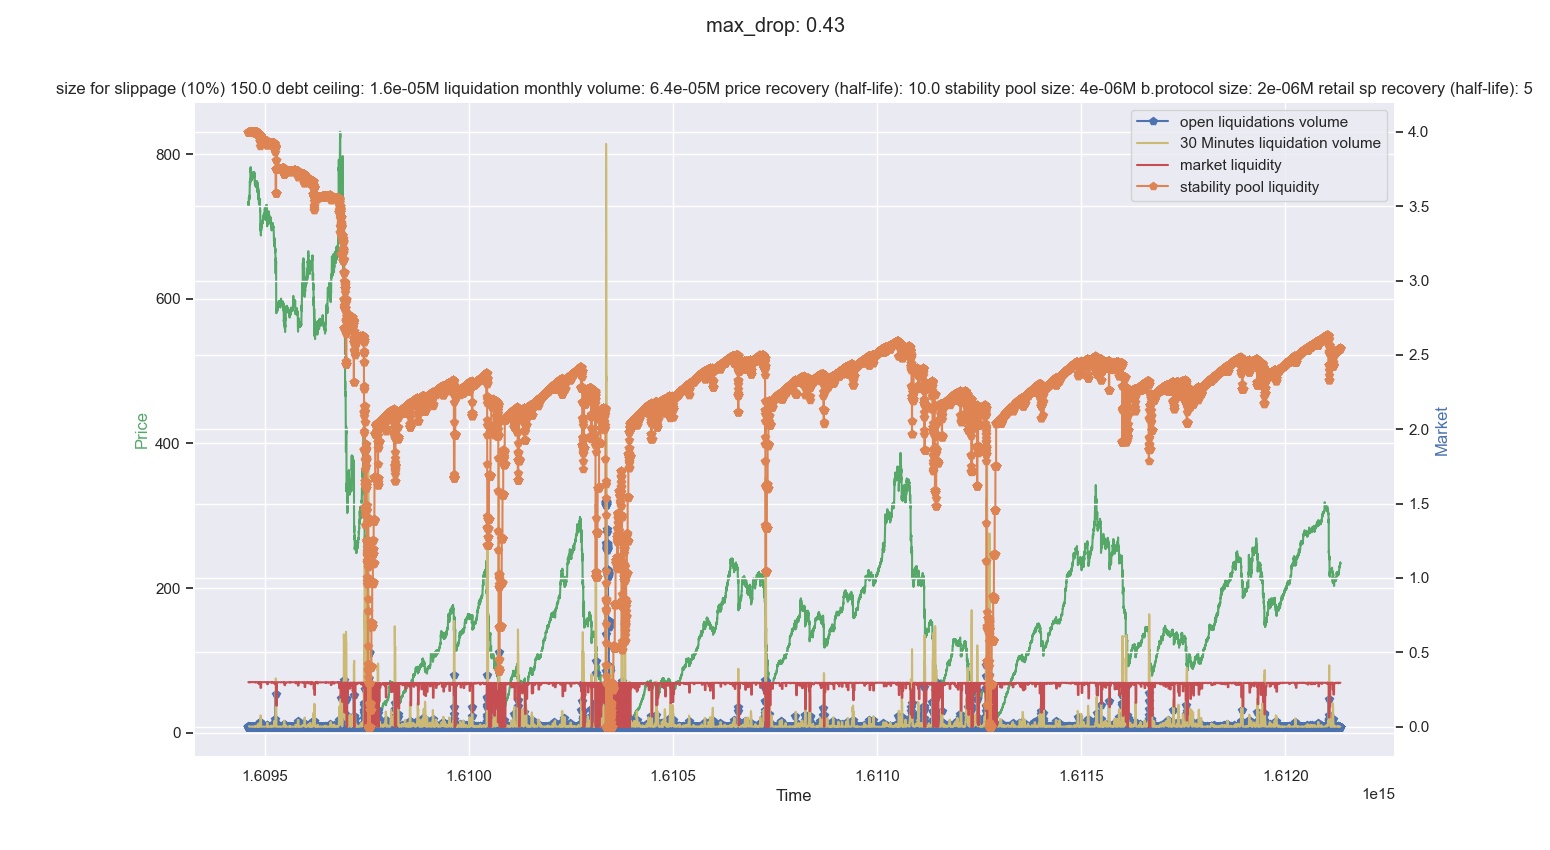 max_drop: 0.43
size for slippage (10%) 150.0 debt ceiling: 1.6e-05M liquidation monthly volume: 6.4e-05M price recovery (half-life): 10.0 stability pool size: 4e-06M b.protocol size: 2e-06M retail sp recovery (half-life): 5
open liquidations volume
30 Minutes liquidation volume
market liquidity
stability pool liquidity
800
600
400
200
0
Price
4.0
3.5
3.0
2.5
2.0
1.5
1.0
0.5
0.0
Market
1.6095 1.6100 1.6105 1.6110 1.6115 1.6120
Time
1e15